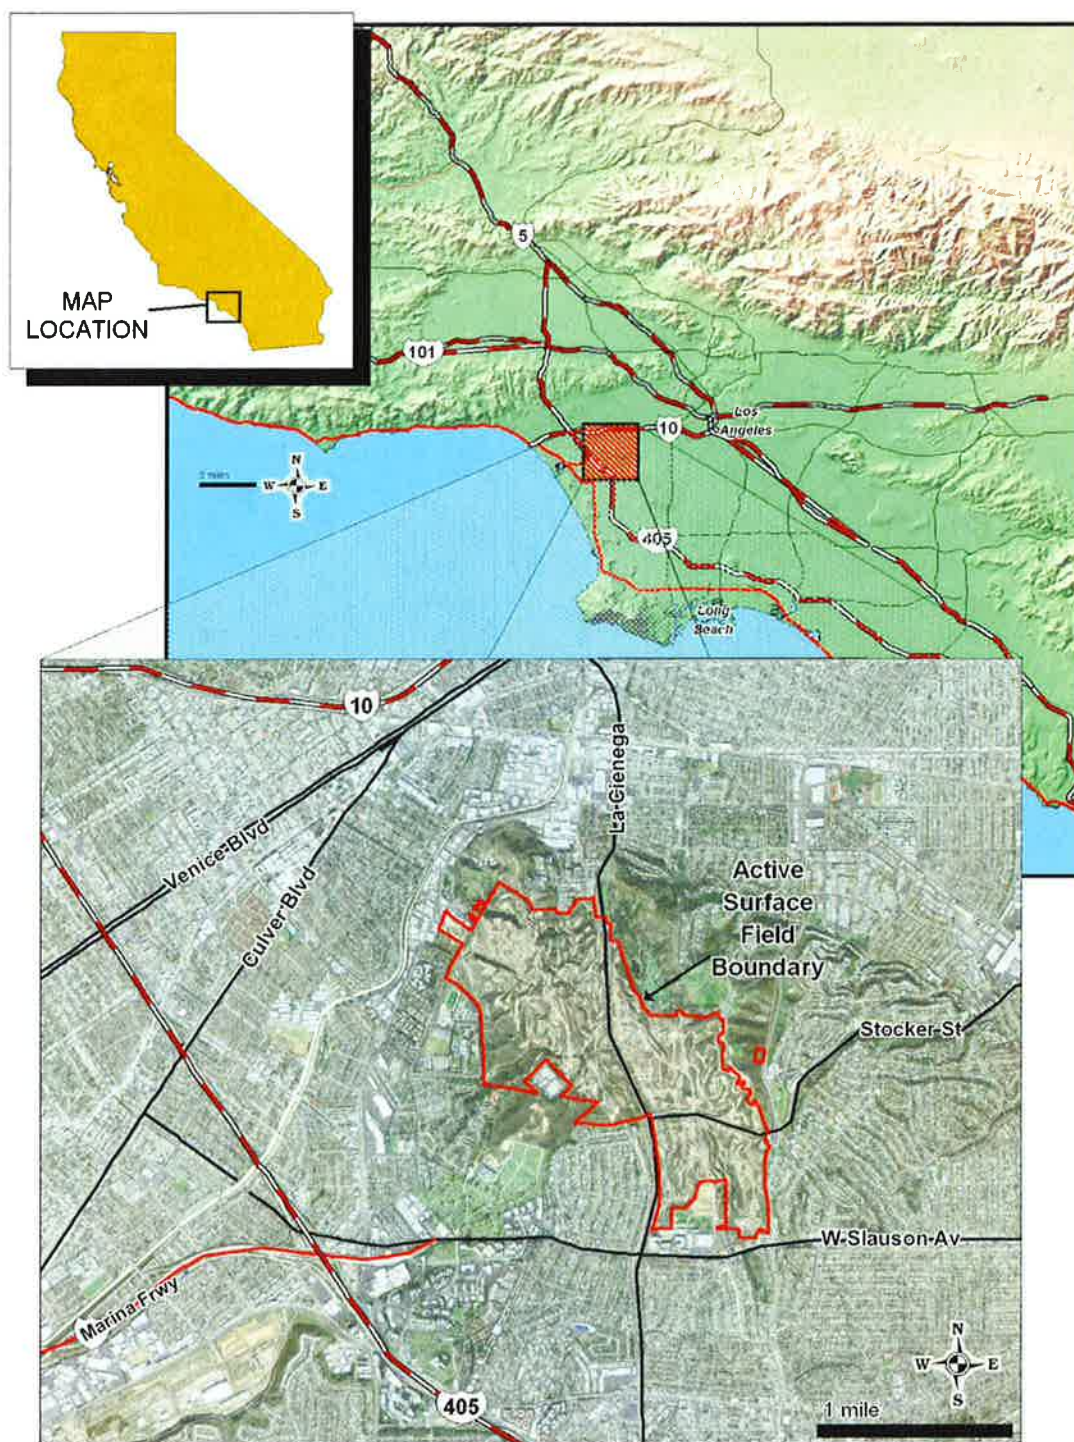 MAP
LOCATION
5
101
Los
Angeles
10
N
W E
S
405
Long
Beach
10
La Cienega
Venice Blvd
Culver Blvd
Active
Surface
Field
Boundary
Stocker St
W Slauson Av
Marina Frwy
405
N
W E
S
1 mile